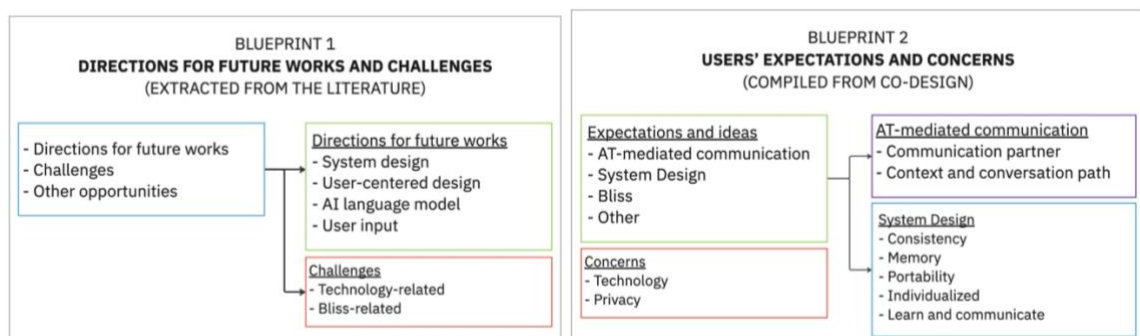 BLUEPRINT 1
DIRECTIONS FOR FUTURE WORKS AND CHALLENGES
(EXTRACTED FROM THE LITERATURE)
- Directions for future works
- Challenges
- Other opportunities
Directions for future works
- System design
- User-centered design
- AI language model
- User input
Challenges
- Technology-related
- Bliss-related
BLUEPRINT 2
USERS' EXPECTATIONS AND CONCERNS
(COMPILED FROM CO-DESIGN)
Expectations and ideas
- AT-mediated communication
- System Design
- Bliss
- Other
Concerns
- Technology
- Privacy
AT-mediated communication
- Communication partner
- Context and conversation path
System Design
- Consistency
- Memory
- Portability
- Individualized
- Learn and communicate